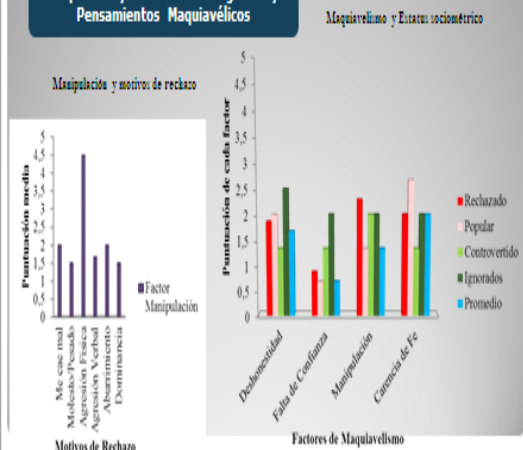 Pensamientos Maquiavélicos
Maquiavelismo y Estatus sociométrico
Manipulación y motivos de rechazo
Puntuación media
5
4,5
4
3,5
3
2,5
2
1,5
1
0,5
0
Me cae mal
Molesto/Pesado
Agresión Física
Agresión Verbal
Aburrimiento
Dominancia
Factor
Manipulación
Motivos de Rechazo
Puntuación de cada factor
5
4,5
4
3,5
3
2,5
2
1,5
1
0,5
0
Deshonestidad
Falta de Confianza
Manipulación
Carencia de Fe
Rechazado
Popular
Controvertido
Ignorados
Promedio
Factores de Maquiavelismo